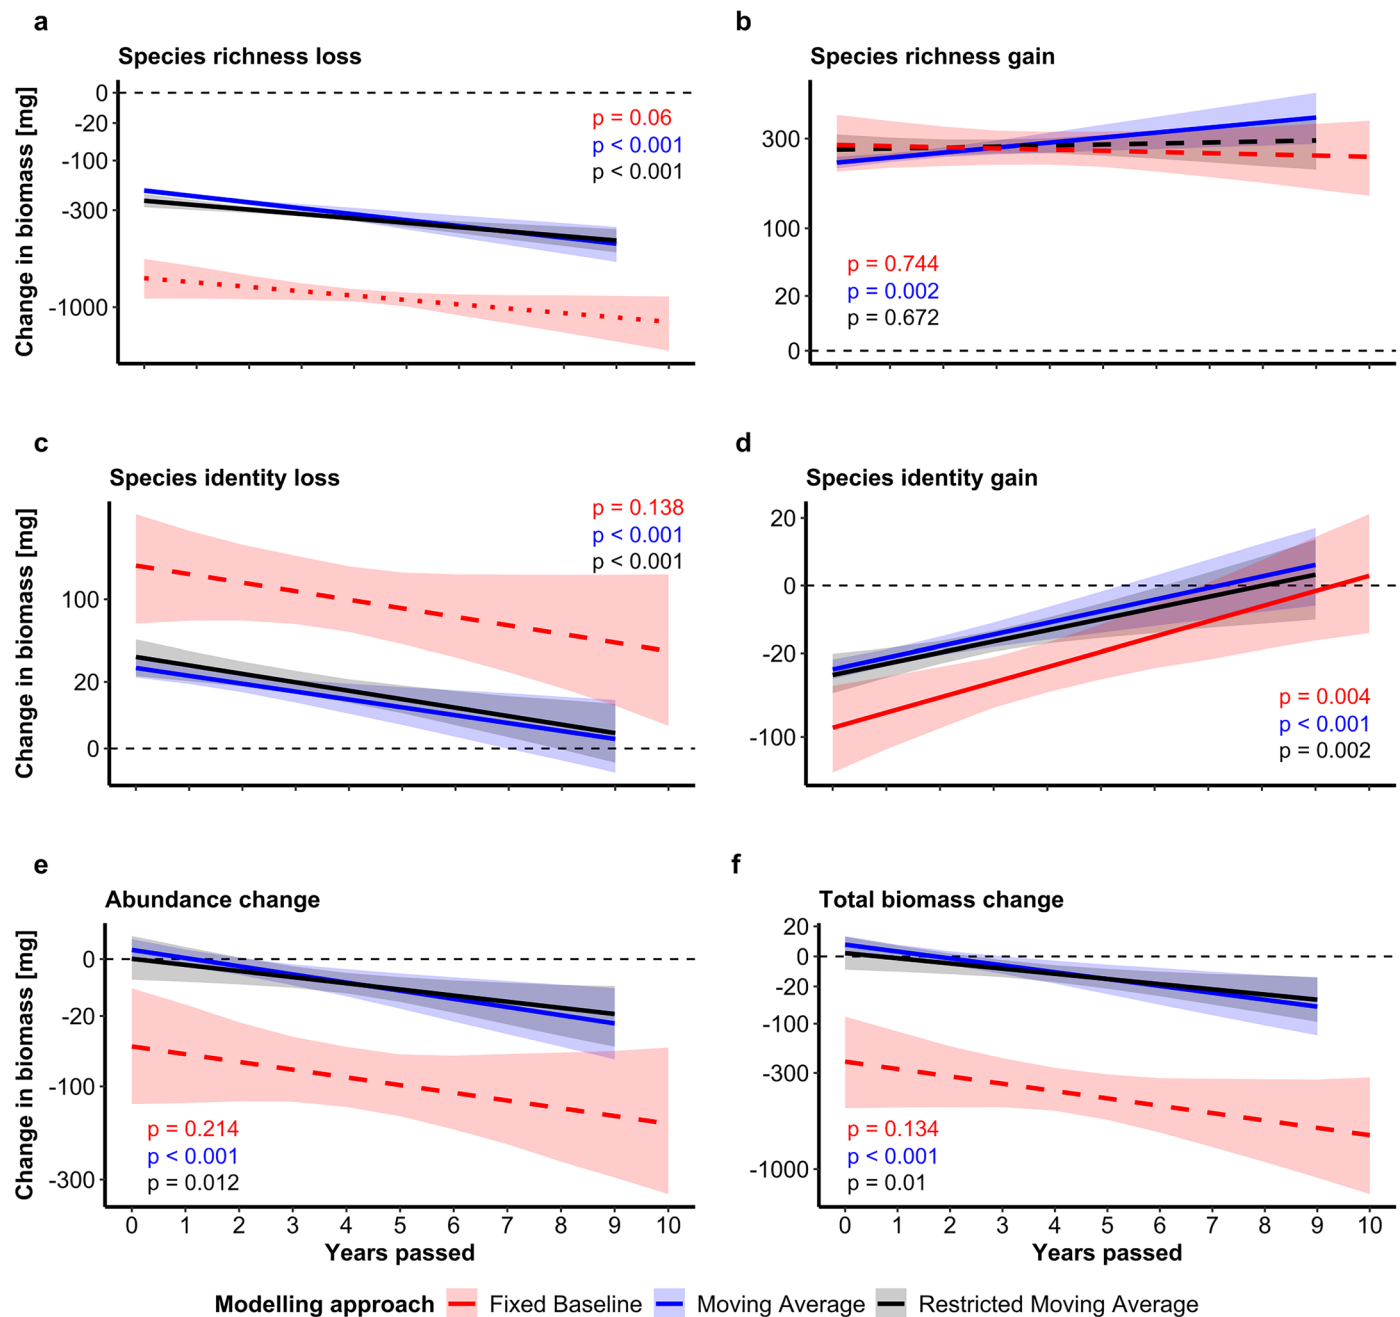 a
Species richness loss
Change in biomass [mg]
0
-20
-100
-300
-1000
p = 0.06
p < 0.001
p < 0.001
b
Species richness gain
300
100
20
0
p = 0.744
p = 0.002
p = 0.672
c
Species identity loss
Change in biomass [mg]
100
20
0
p = 0.138
p < 0.001
p < 0.001
d
Species identity gain
20
0
-20
-100
p = 0.004
p < 0.001
p = 0.002
e
Abundance change
Change in biomass [mg]
0
-20
-100
-300
p = 0.214
p < 0.001
p = 0.012
0 1 2 3 4 5 6 7 8 9 10
Years passed
f
Total biomass change
20
0
-20
-100
-300
-1000
p = 0.134
p < 0.001
p = 0.01
0 1 2 3 4 5 6 7 8 9 10
Years passed
Modelling approach Fixed Baseline Moving Average Restricted Moving Average